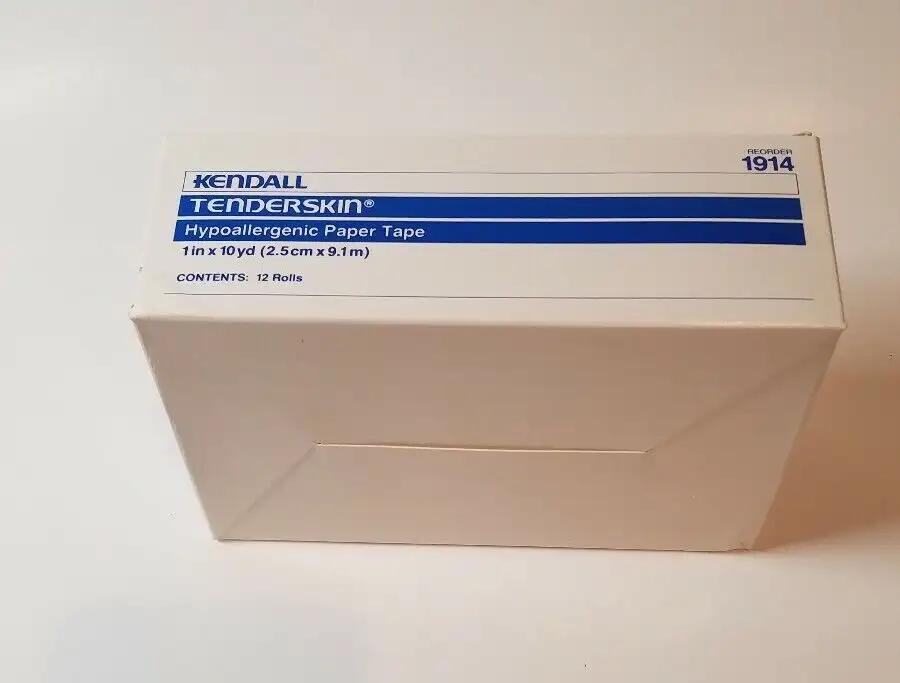 REORDER
1914
KENDALL
TENDERSKIN®
Hypoallergenic Paper Tape
1 in x 10 yd (2.5 cm x 9.1 m)
CONTENTS: 12 Rolls